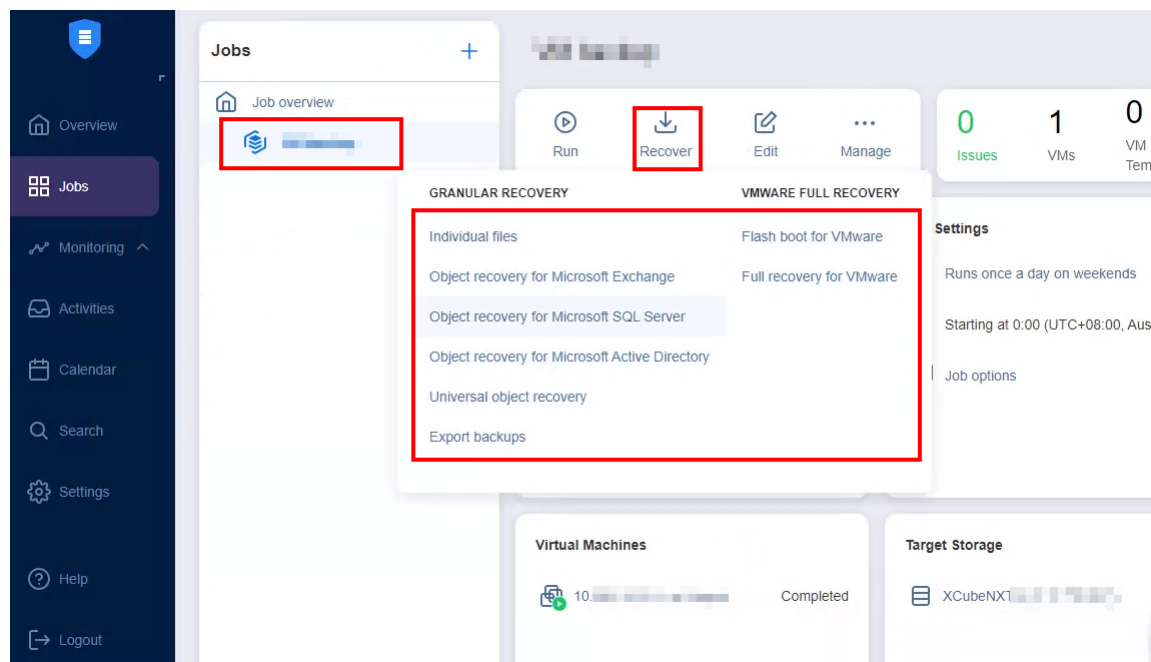 Overview
Jobs
Monitoring
Activities
Calendar
Search
Settings
Help
Logout
Jobs
+
Job overview
backup
Run
Recover
Edit
Manage
0
Issues
1
VMs
0
VM
Tem
GRANULAR RECOVERY
Individual files
Object recovery for Microsoft Exchange
Object recovery for Microsoft SQL Server
Object recovery for Microsoft Active Directory
Universal object recovery
Export backups
VMWARE FULL RECOVERY
Flash boot for VMware
Full recovery for VMware
Settings
Runs once a day on weekends
Starting at 0:00 (UTC+08:00, Aus
Job options
Virtual Machines
10.
Completed
Target Storage
XCubeNXT